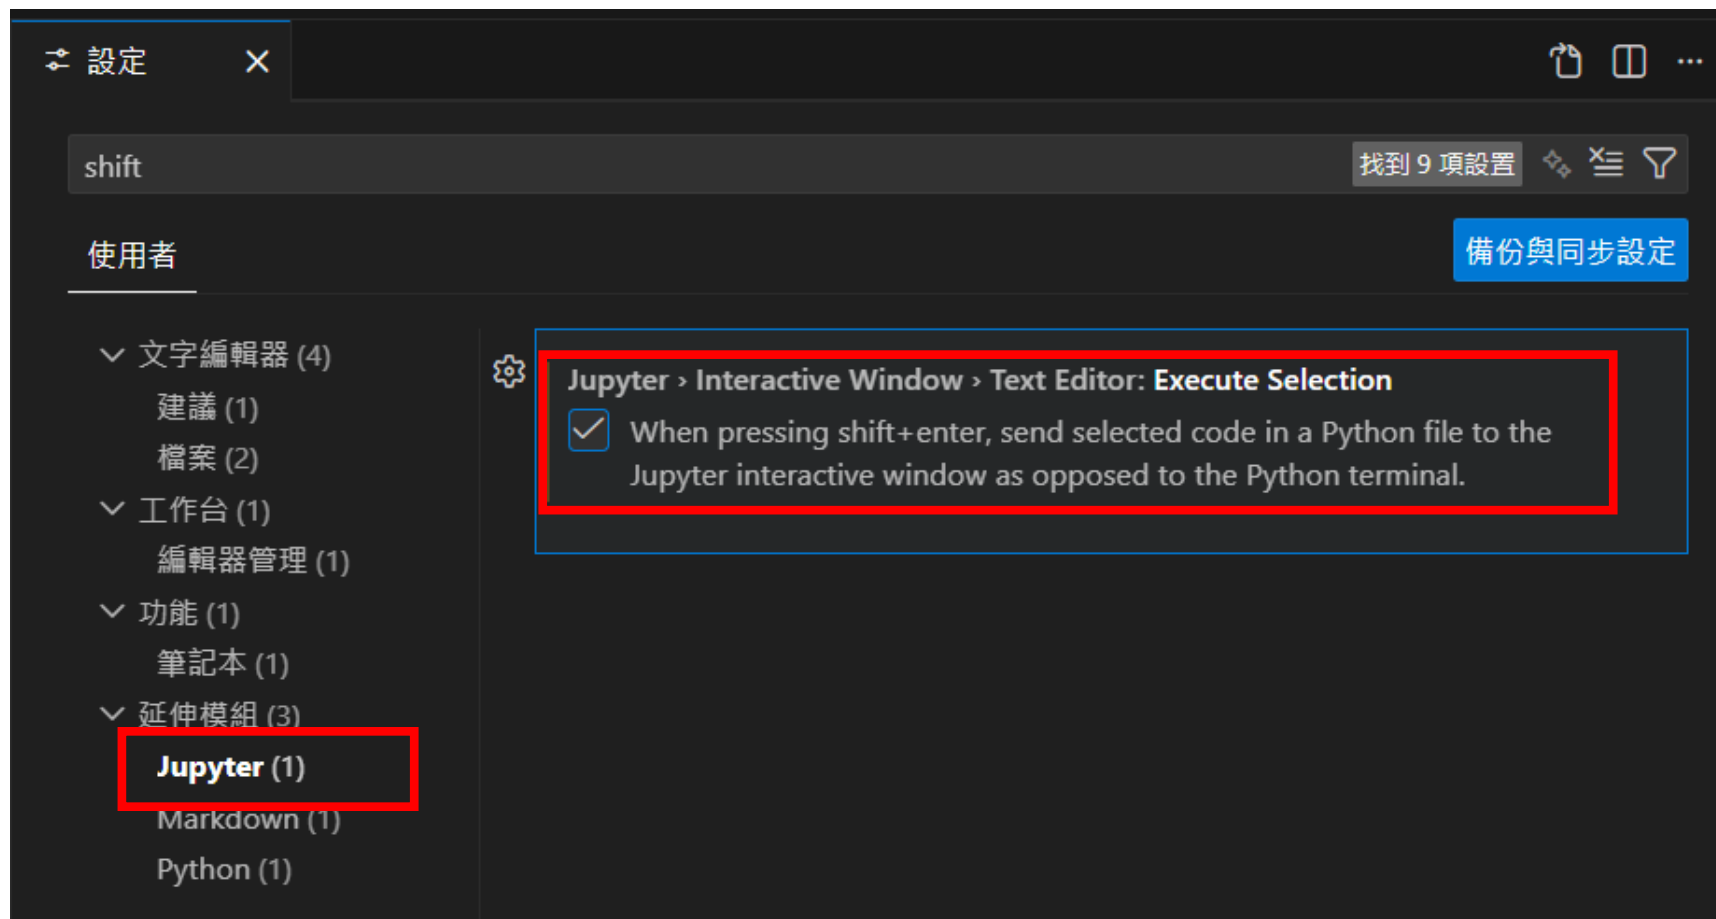 設定
shift
找到 9 項設置
使用者
備份與同步設定
文字編輯器 (4)
建議 (1)
檔案 (2)
工作台 (1)
編輯器管理 (1)
功能 (1)
筆記本 (1)
延伸模組 (3)
Jupyter (1)
Markdown (1)
Python (1)
Jupyter › Interactive Window › Text Editor: Execute Selection
When pressing shift+enter, send selected code in a Python file to the
Jupyter interactive window as opposed to the Python terminal.